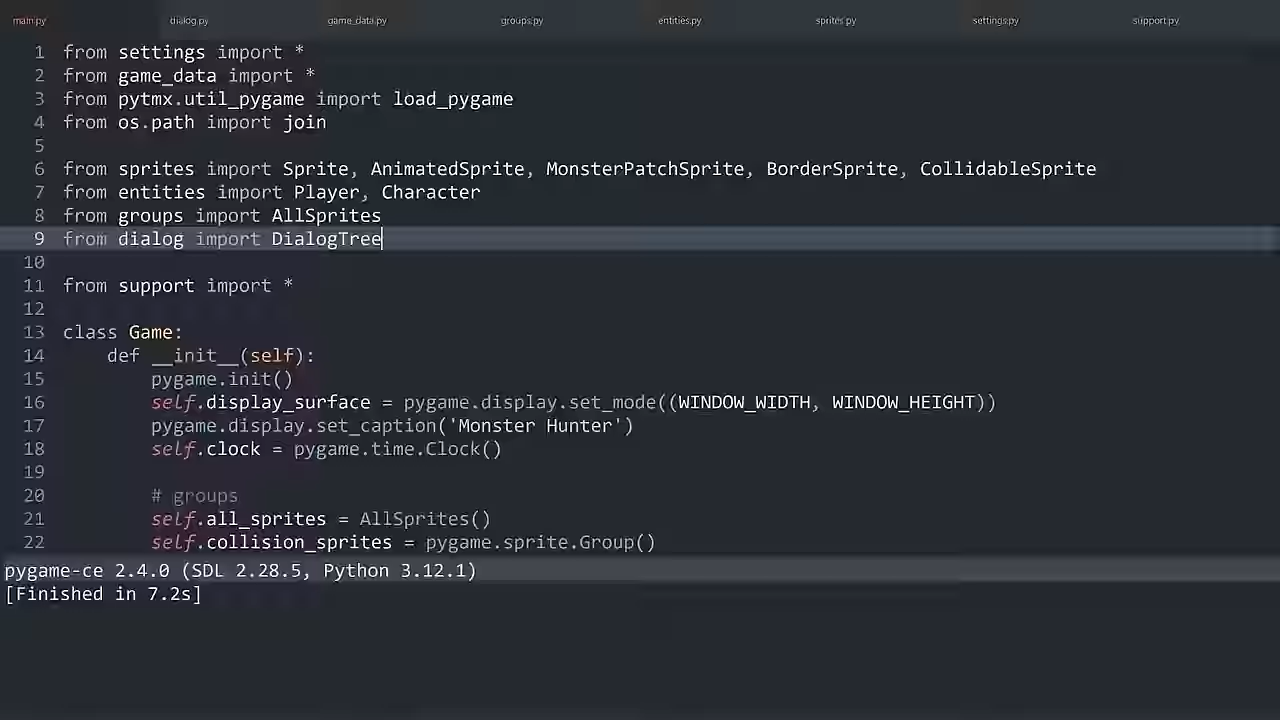 main.py dialog.py game_data.py groups.py entities.py sprites.py settings.py support.py
1 from settings import *
2 from game_data import *
3 from pytmx.util_pygame import load_pygame
4 from os.path import join
5
6 from sprites import Sprite, AnimatedSprite, MonsterPatchSprite, BorderSprite, CollidableSprite
7 from entities import Player, Character
8 from groups import AllSprites
9 from dialog import DialogTree
10
11 from support import *
12
13 class Game:
14     def __init__(self):
15         pygame.init()
16         self.display_surface = pygame.display.set_mode((WINDOW_WIDTH, WINDOW_HEIGHT))
17         pygame.display.set_caption('Monster Hunter')
18         self.clock = pygame.time.Clock()
19
20         # groups
21         self.all_sprites = AllSprites()
22         self.collision_sprites = pygame.sprite.Group()
pygame-ce 2.4.0 (SDL 2.28.5, Python 3.12.1)
[Finished in 7.2s]